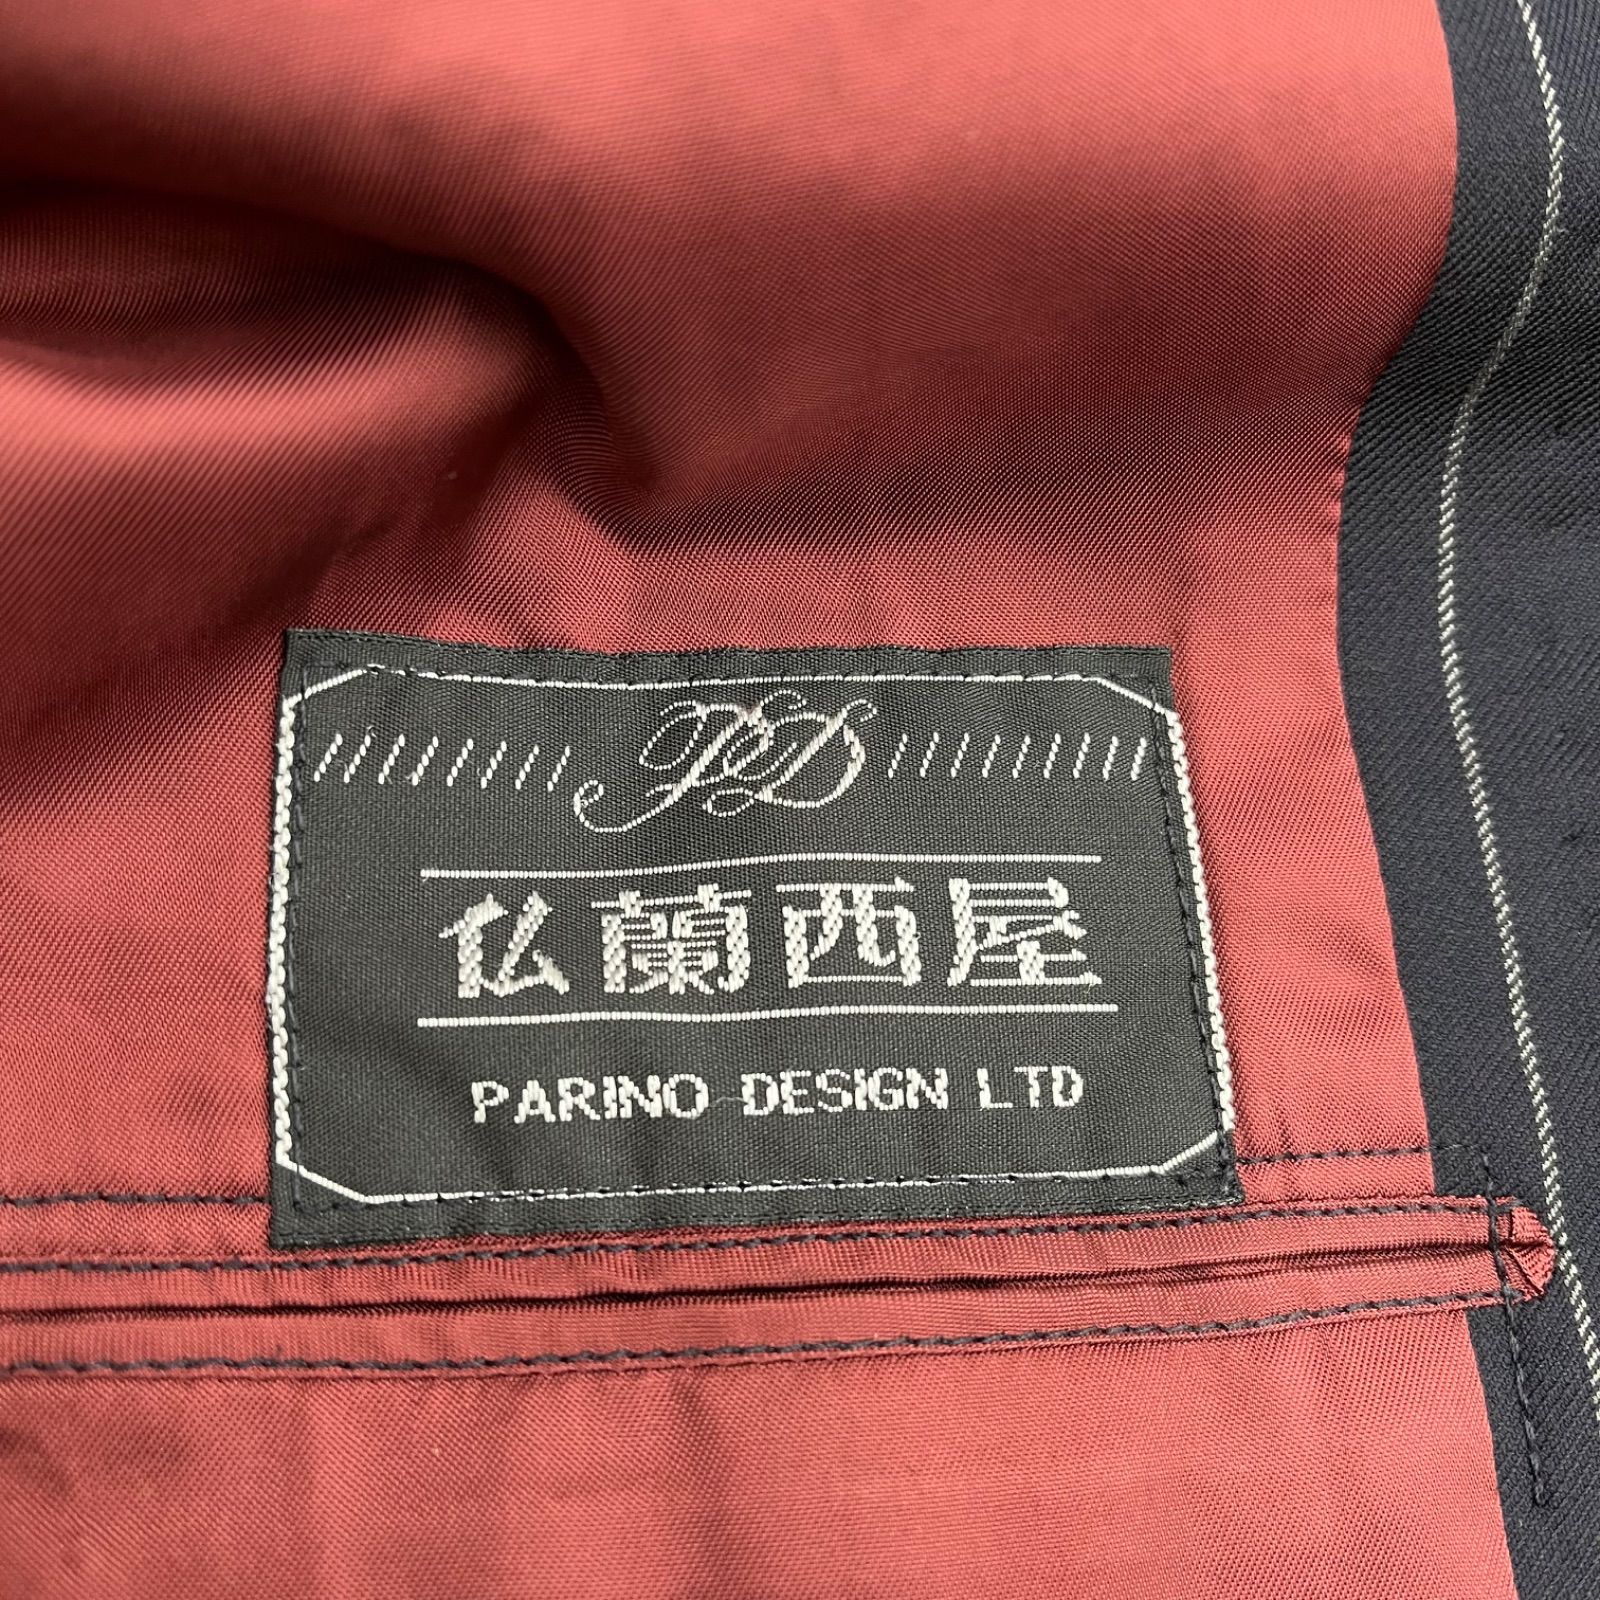 PD
仏蘭西屋
PARINO DESIGN LTD